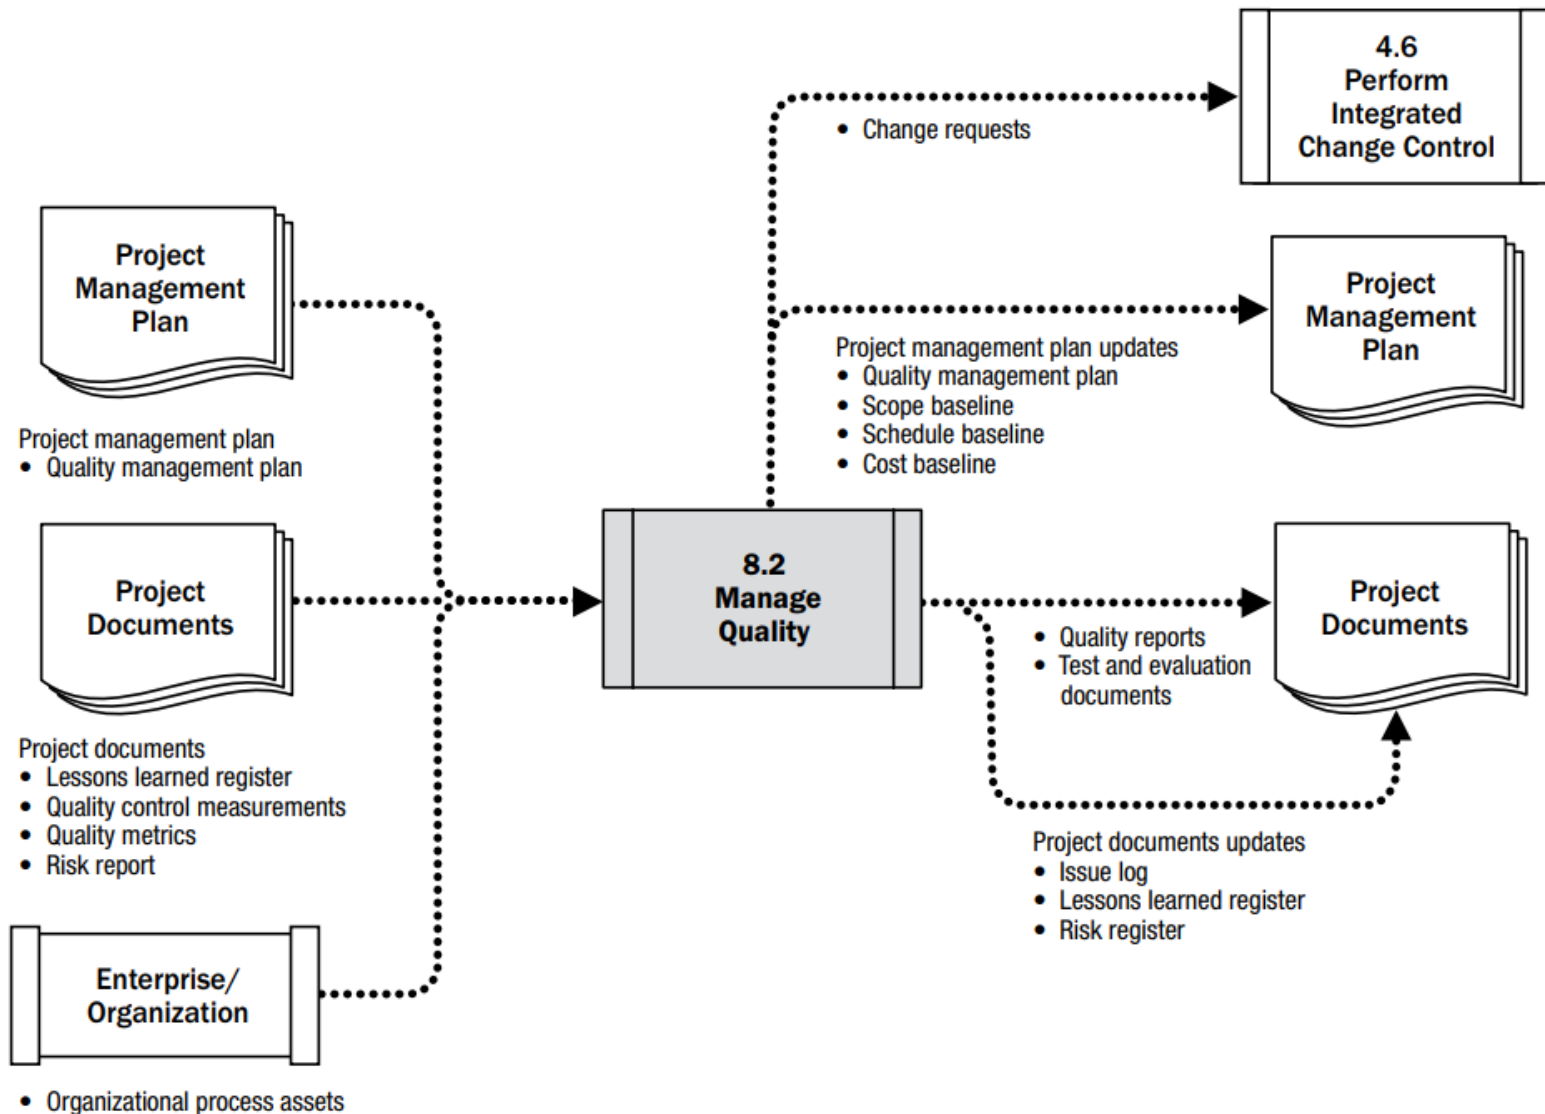 4.6
Perform
Integrated
Change Control
• Change requests
Project
Management
Plan
Project management plan
• Quality management plan
Project
Management
Plan
Project management plan updates
• Quality management plan
• Scope baseline
• Schedule baseline
• Cost baseline
Project
Documents
Project documents
• Lessons learned register
• Quality control measurements
• Quality metrics
• Risk report
8.2
Manage
Quality
Project
Documents
• Quality reports
• Test and evaluation
documents
Project documents updates
• Issue log
• Lessons learned register
• Risk register
Enterprise/
Organization
• Organizational process assets